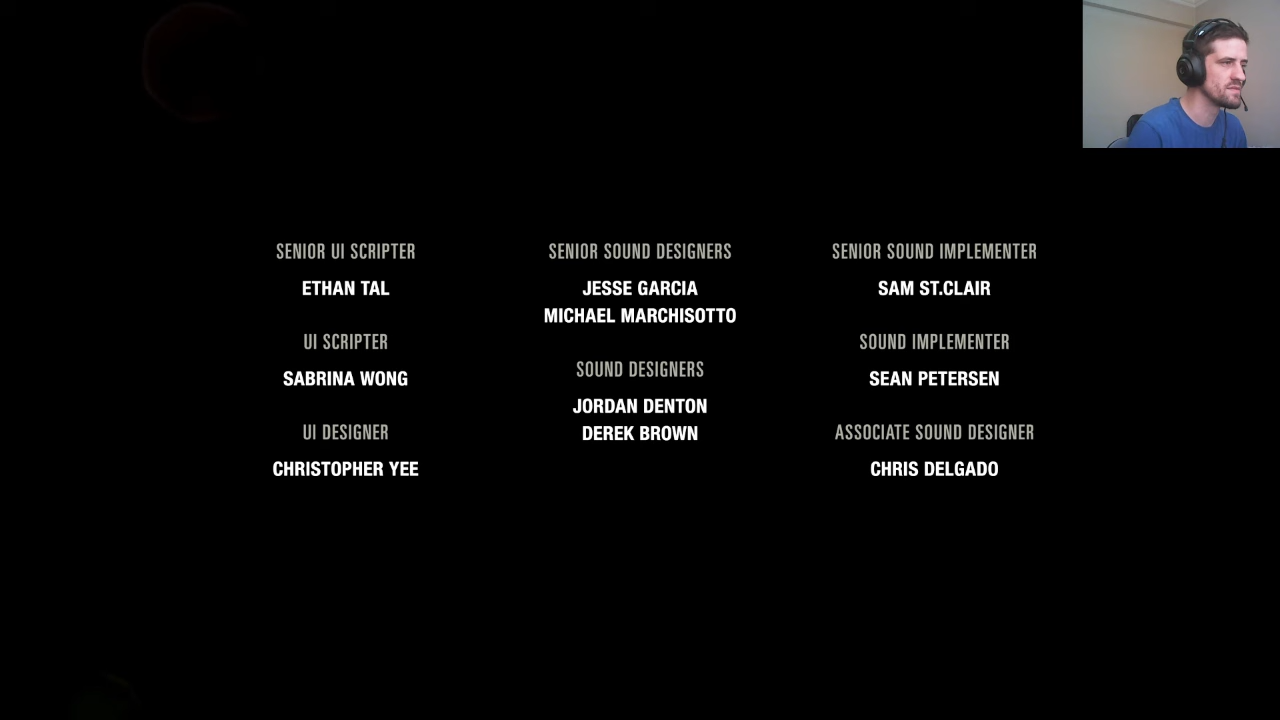 SENIOR UI SCRIPTER
ETHAN TAL
UI SCRIPTER
SABRINA WONG
UI DESIGNER
CHRISTOPHER YEE
SENIOR SOUND DESIGNERS
JESSE GARCIA
MICHAEL MARCHISOTTO
SOUND DESIGNERS
JORDAN DENTON
DEREK BROWN
SENIOR SOUND IMPLEMENTER
SAM ST.CLAIR
SOUND IMPLEMENTER
SEAN PETERSEN
ASSOCIATE SOUND DESIGNER
CHRIS DELGADO